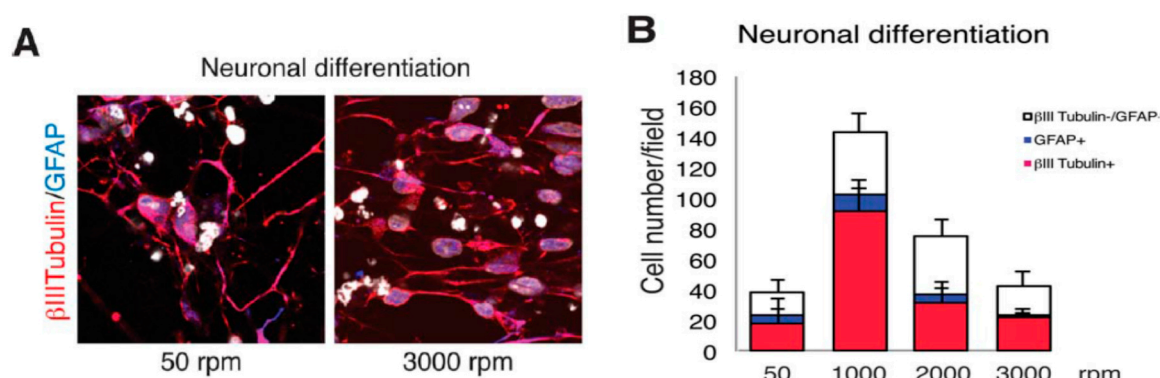 A
Neuronal differentiation
βIIITubulin/GFAP
50 rpm
3000 rpm
B
Neuronal differentiation
Cell number/field
180
160
140
120
100
80
60
40
20
0
βIII Tubulin-/GFAP-
GFAP+
βIII Tubulin+
50 1000 2000 3000 rpm